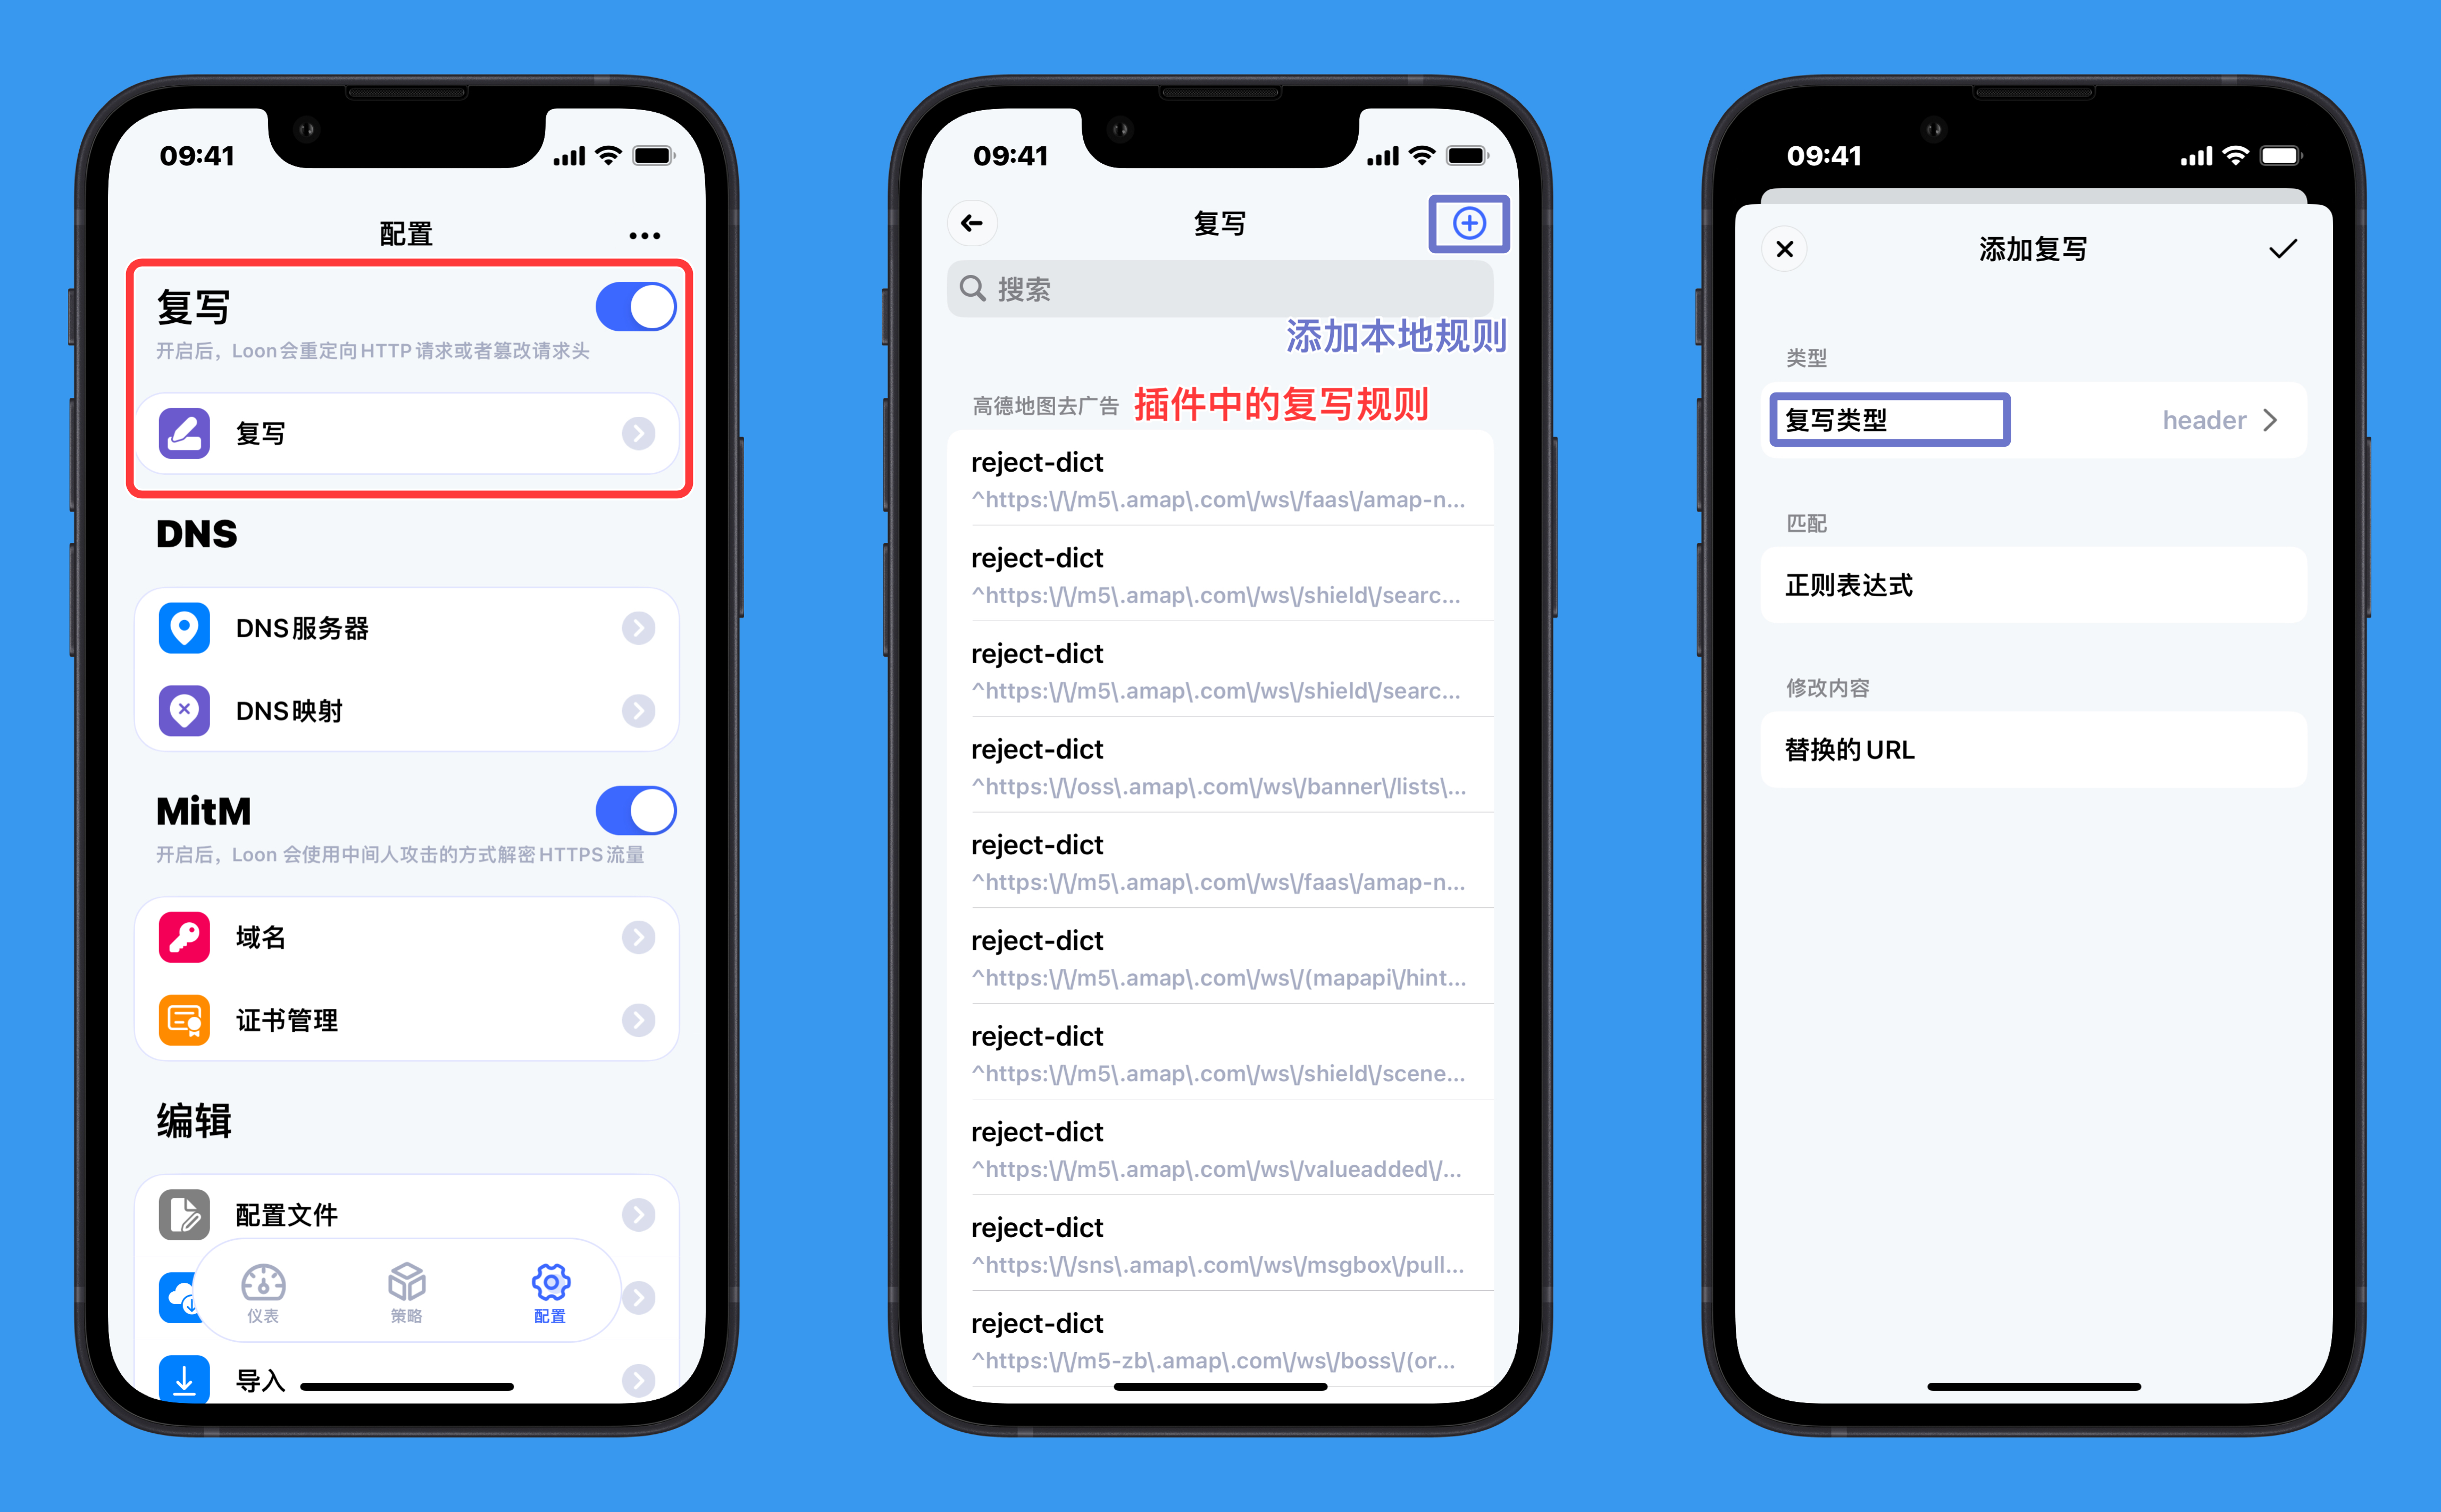 09:41
配置
复写
开启后，Loon会重定向HTTP请求或者篡改请求头
复写
DNS
DNS服务器
DNS映射
MitM
开启后，Loon 会使用中间人攻击的方式解密HTTPS流量
域名
证书管理
编辑
配置文件
仪表
策略
配置
导入
09:41
复写
搜索
添加本地规则
高德地图去广告 插件中的复写规则
reject-dict
^https:\/\/m5\.amap\.com\/ws\/faas\/amap-n...
reject-dict
^https:\/\/m5\.amap\.com\/ws\/shield\/searc...
reject-dict
^https:\/\/m5\.amap\.com\/ws\/shield\/searc...
reject-dict
^https:\/\/oss\.amap\.com\/ws\/banner\/lists\...
reject-dict
^https:\/\/m5\.amap\.com\/ws\/faas\/amap-n...
reject-dict
^https:\/\/m5\.amap\.com\/ws\/(mapapi\/hint...
reject-dict
^https:\/\/m5\.amap\.com\/ws\/shield\/scene...
reject-dict
^https:\/\/m5\.amap\.com\/ws\/valueadded\/...
reject-dict
^https:\/\/sns\.amap\.com\/ws\/msgbox\/pull...
reject-dict
^https:\/\/m5-zb\.amap\.com\/ws\/boss\/(or...
09:41
添加复写
类型
复写类型
header
匹配
正则表达式
修改内容
替换的URL